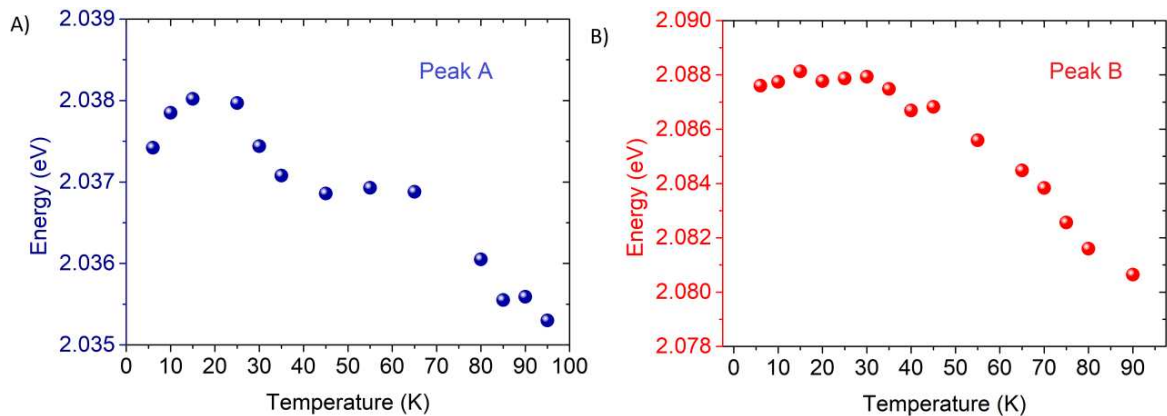 A)
Peak A
Energy (eV)
2.039
2.038
2.037
2.036
2.035
0 10 20 30 40 50 60 70 80 90 100
Temperature (K)
B)
Peak B
Energy (eV)
2.090
2.088
2.086
2.084
2.082
2.080
2.078
0 10 20 30 40 50 60 70 80 90
Temperature (K)